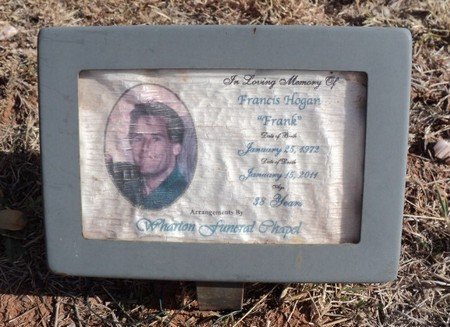 In Loving Memory Of
Francis Hogan
"Frank"
Date of Birth
January 25, 1972
Date of Death
January 15, 2011
Age
38 Years
Arrangements By
Wharton Funeral Chapel